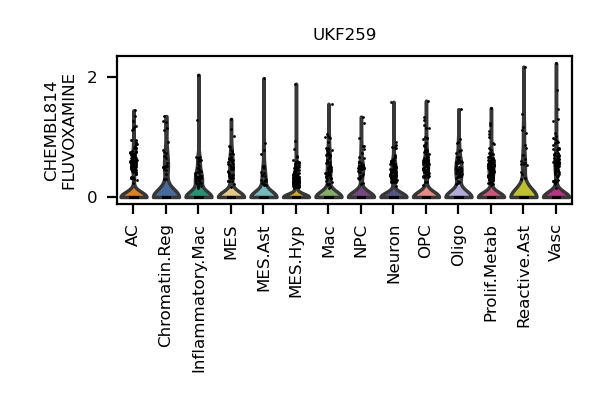 UKF259
CHEMBL814
FLUVOXAMINE
2
0
AC
Chromatin.Reg
Inflammatory.Mac
MES
MES.Ast
MES.Hyp
Mac
NPC
Neuron
OPC
Oligo
Prolif.Metab
Reactive.Ast
Vasc